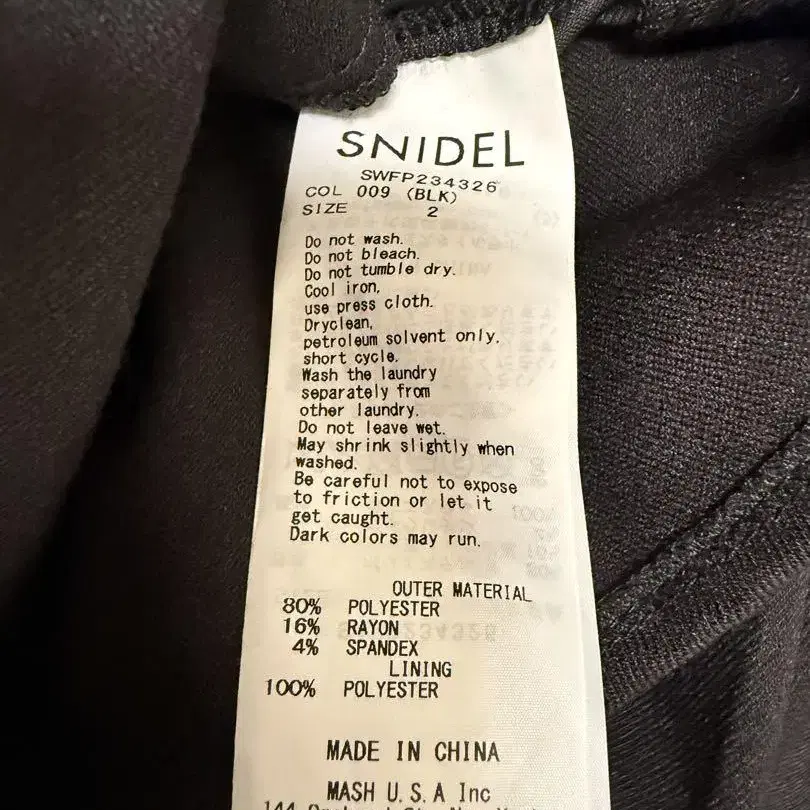 SNIDEL
SWFP234326
COL 009 (BLK)
SIZE 2
Do not wash.
Do not bleach.
Do not tumble dry.
Cool iron,
use press cloth.
Dryclean,
petroleum solvent only,
short cycle.
Wash the laundry
separately from
other laundry.
Do not leave wet.
May shrink slightly when
washed.
Be careful not to expose
to friction or let it
get caught.
Dark colors may run.
OUTER MATERIAL
80% POLYESTER
16% RAYON
4% SPANDEX
LINING
100% POLYESTER
MADE IN CHINA
MASH U.S.A Inc
144